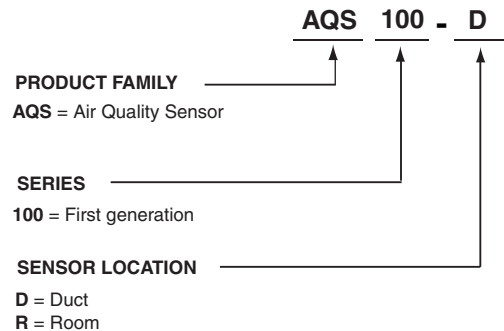 AQS 100 - D
PRODUCT FAMILY
AQS = Air Quality Sensor
SERIES
100 = First generation
SENSOR LOCATION
D = Duct
R = Room